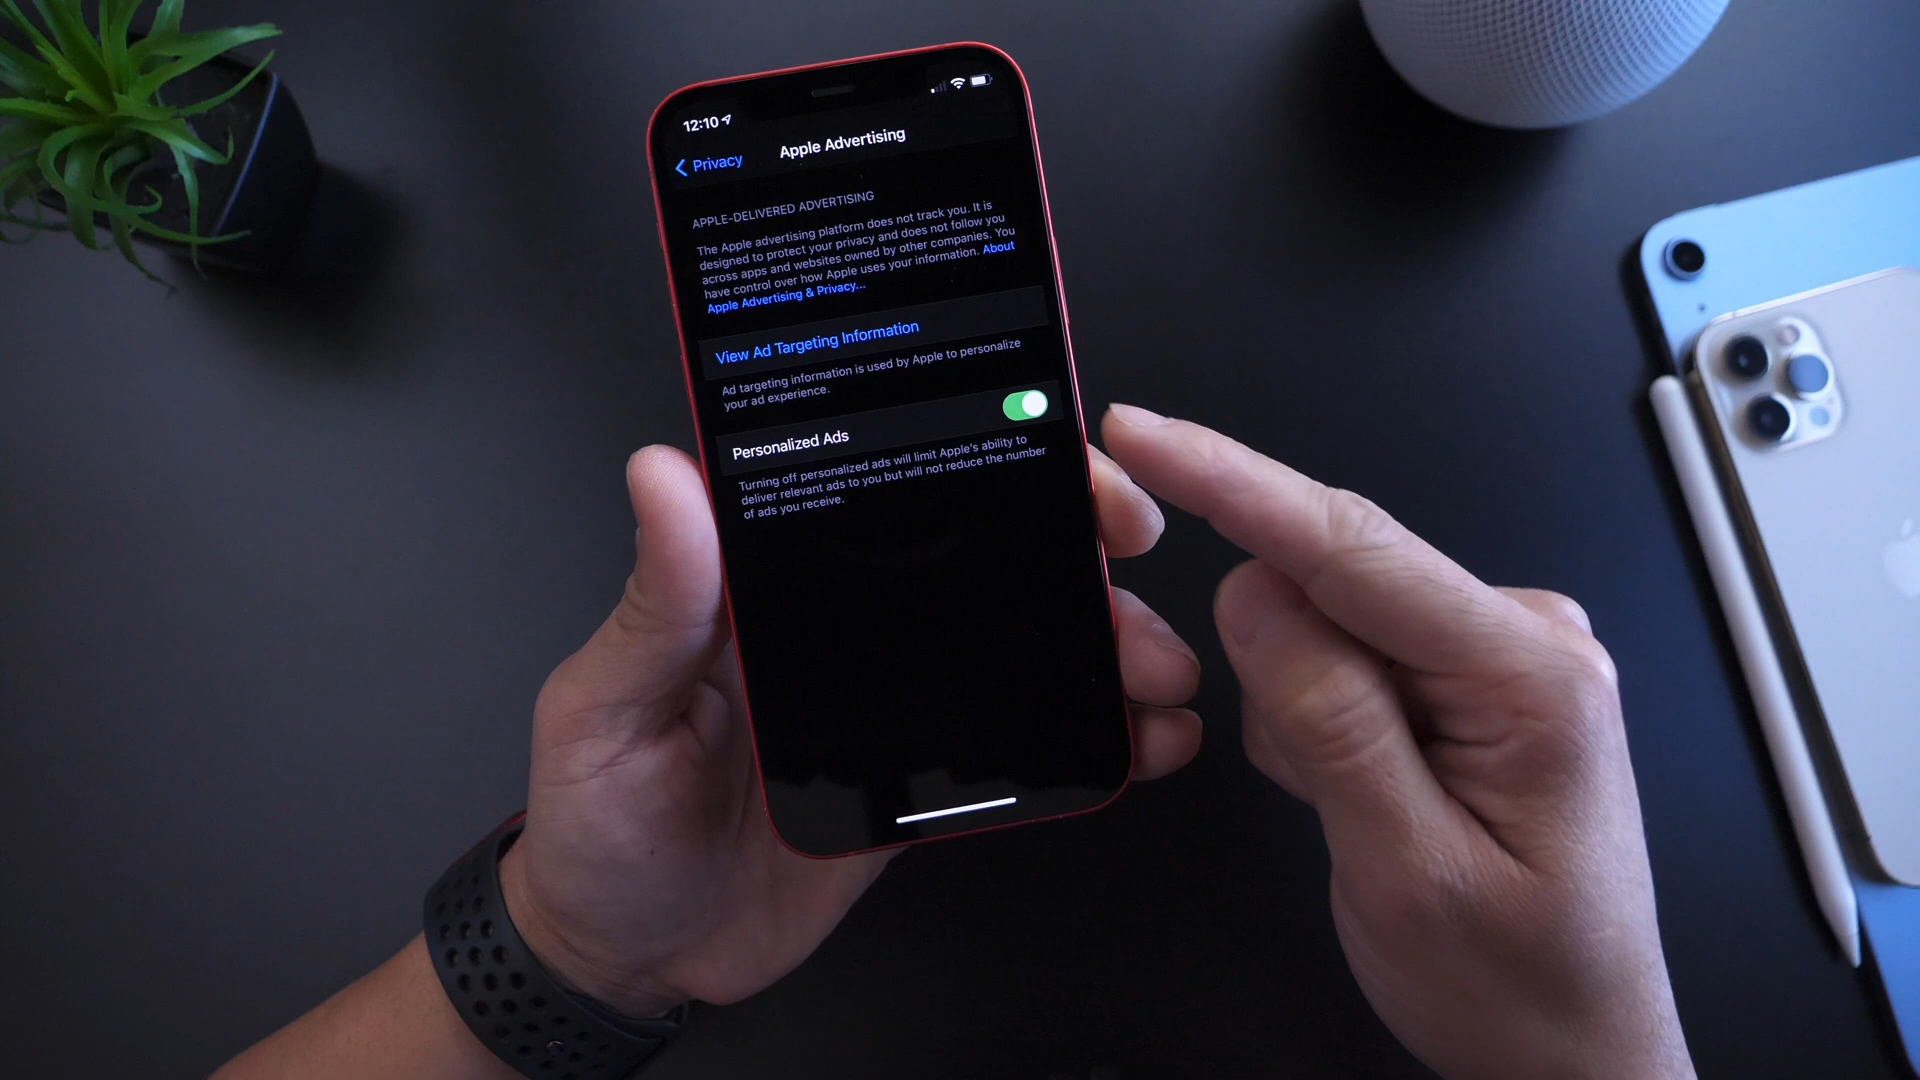 12:10
Privacy
Apple Advertising
APPLE-DELIVERED ADVERTISING
The Apple advertising platform does not track you. It is
designed to protect your privacy and does not follow you
across apps and websites owned by other companies. You
have control over how Apple uses your information. About
Apple Advertising & Privacy...
View Ad Targeting Information
Ad targeting information is used by Apple to personalize
your ad experience.
Personalized Ads
Turning off personalized ads will limit Apple's ability to
deliver relevant ads to you but will not reduce the number
of ads you receive.